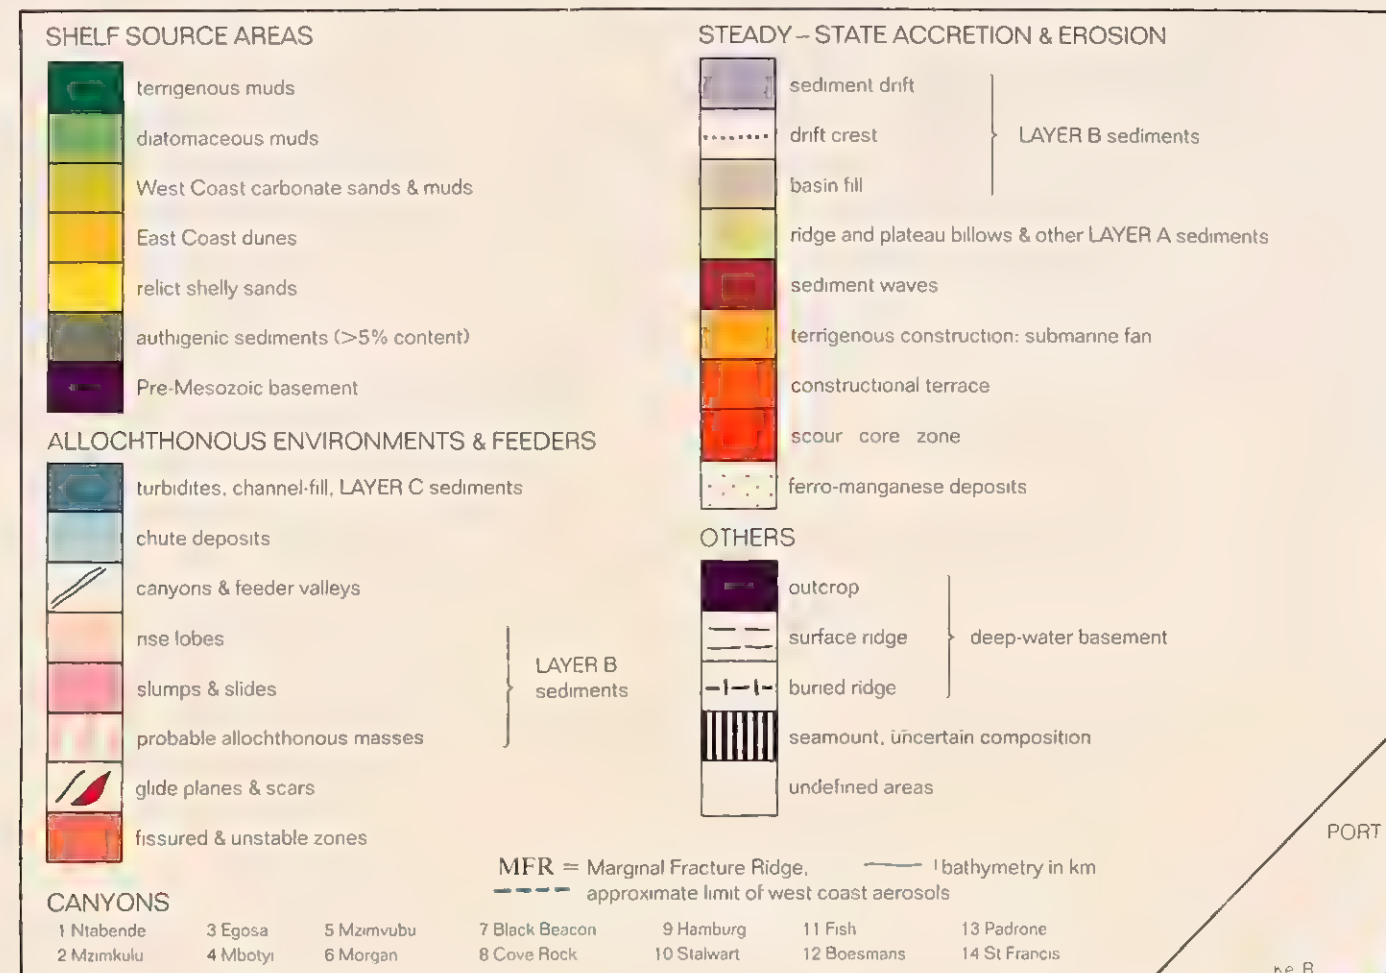 SHELF SOURCE AREAS
terrigenous muds
diatomaceous muds
West Coast carbonate sands & muds
East Coast dunes
relict shelly sands
authigenic sediments (>5% content)
Pre-Mesozoic basement
ALLOCHTHONOUS ENVIRONMENTS & FEEDERS
turbidites, channel-fill, LAYER C sediments
chute deposits
canyons & feeder valleys
rise lobes
slumps & slides
probable allochthonous masses
LAYER B
sediments
glide planes & scars
fissured & unstable zones
STEADY – STATE ACCRETION & EROSION
sediment drift
drift crest
basin fill
LAYER B sediments
ridge and plateau billows & other LAYER A sediments
sediment waves
terrigenous construction: submarine fan
constructional terrace
scour core zone
ferro-manganese deposits
OTHERS
outcrop
surface ridge
buried ridge
deep-water basement
seamount, uncertain composition
undefined areas
PORT
MFR = Marginal Fracture Ridge, bathymetry in km
approximate limit of west coast aerosols
CANYONS
1 Ntabende 3 Egosa 5 Mzimvubu 7 Black Beacon 9 Hamburg 11 Fish 13 Padrone
2 Mzimkulu 4 Mbotyi 6 Morgan 8 Cove Rock 10 Stalwart 12 Boesmans 14 St Francis